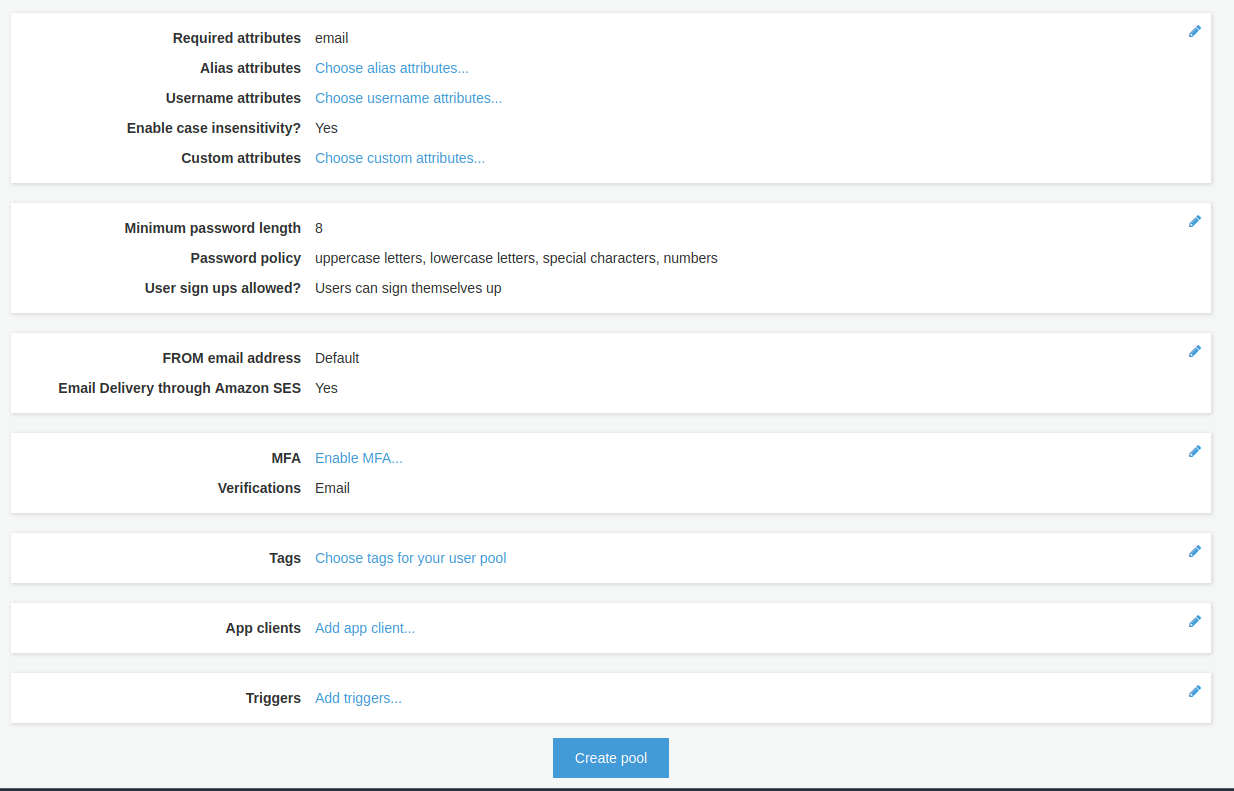 Required attributes email
Alias attributes Choose alias attributes...
Username attributes Choose username attributes...
Enable case insensitivity? Yes
Custom attributes Choose custom attributes...
Minimum password length 8
Password policy uppercase letters, lowercase letters, special characters, numbers
User sign ups allowed? Users can sign themselves up
FROM email address Default
Email Delivery through Amazon SES Yes
MFA Enable MFA...
Verifications Email
Tags Choose tags for your user pool
App clients Add app client...
Triggers Add triggers...
Create pool